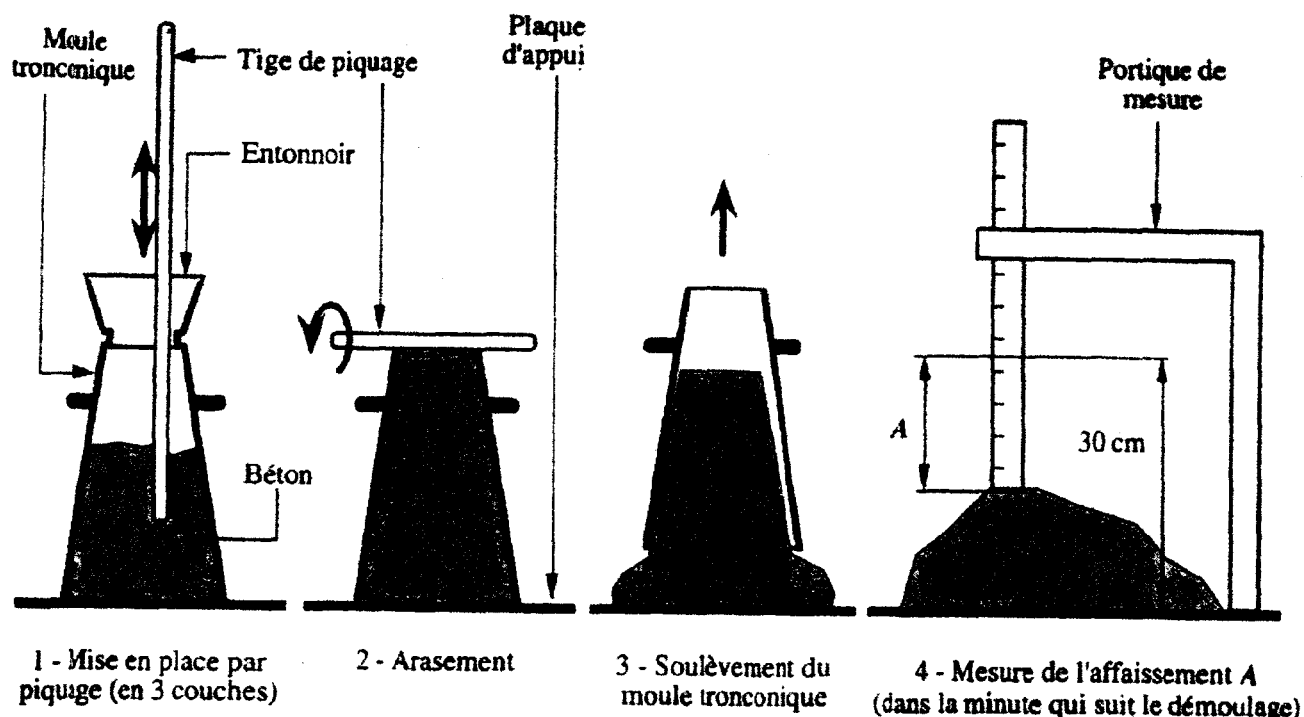 Moule
tronconique
Tige de piquage
Entonnoir
Béton
Plaque
d'appui
Portique de
mesure
A
30 cm
1 - Mise en place par
piquage (en 3 couches)
2 - Arasement
3 - Soulèvement du
moule tronconique
4 - Mesure de l'affaissement A
(dans la minute qui suit le démoulage)